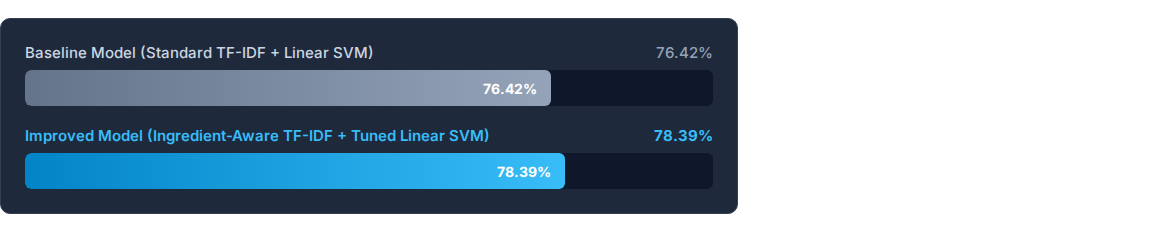 Baseline Model (Standard TF-IDF + Linear SVM) 76.42%
76.42%
Improved Model (Ingredient-Aware TF-IDF + Tuned Linear SVM) 78.39%
78.39%